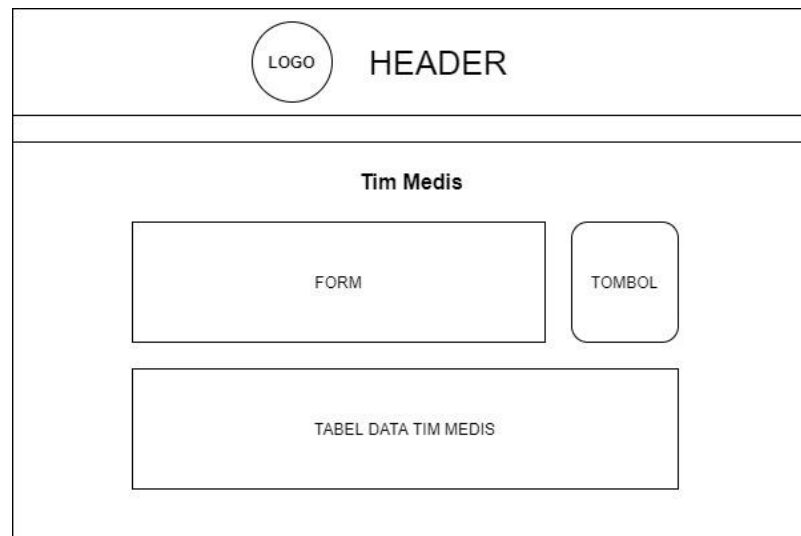 LOGO HEADER
Tim Medis
FORM TOMBOL
TABEL DATA TIM MEDIS